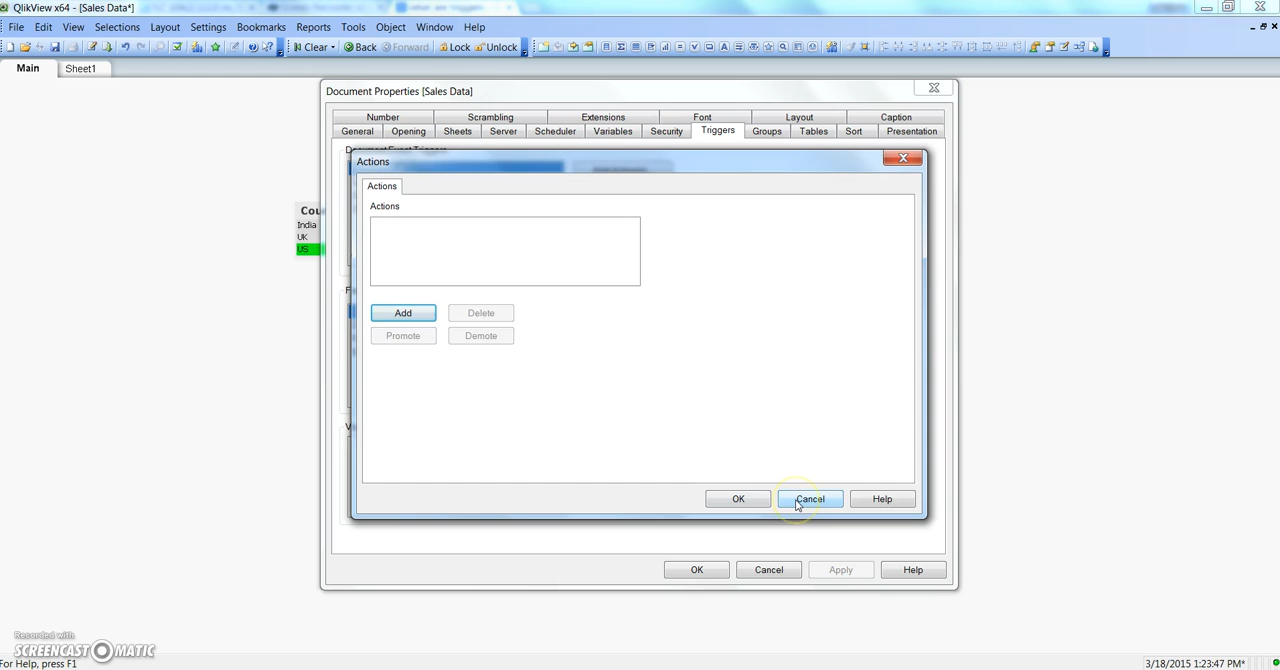 QlikView x64 - [Sales Data*]
File Edit View Selections Layout Settings Bookmarks Reports Tools Object Window Help
Clear Back Forward Lock Unlock
Main Sheet1
Document Properties [Sales Data]
Number Scrambling Extensions Font Layout Caption
General Opening Sheets Server Scheduler Variables Security Triggers Groups Tables Sort Presentation
Actions
Actions
Actions
Cou
India
UK
US
Add Delete
Promote Demote
OK Cancel Help
OK Cancel Apply Help
Recorded with
SCREENCAST MATIC
For Help, press F1
3/18/2015 1:23:47 PM*